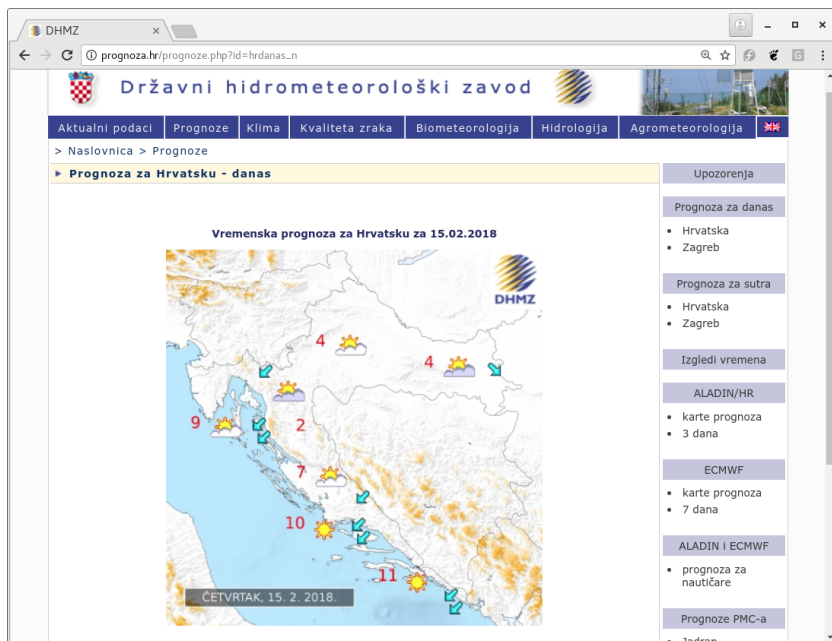 DHMZ
prognoza.hr/prognoze.php?id=hrdanas_n
Državni hidrometeorološki zavod
Aktualni podaci Prognoze Klima Kvaliteta zraka Biometeorologija Hidrologija Agrometeorologija
> Naslovnica > Prognoze
Prognoza za Hrvatsku - danas
Vremenska prognoza za Hrvatsku za 15.02.2018
DHMZ
4
4
9
2
7
10
11
ČETVRTAK, 15. 2. 2018.
Upozorenja
Prognoza za danas
Hrvatska
Zagreb
Prognoza za sutra
Hrvatska
Zagreb
Izgledi vremena
ALADIN/HR
karte prognoza
3 dana
ECMWF
karte prognoza
7 dana
ALADIN i ECMWF
prognoza za
nautičare
Prognoze PMC-a
Jadran